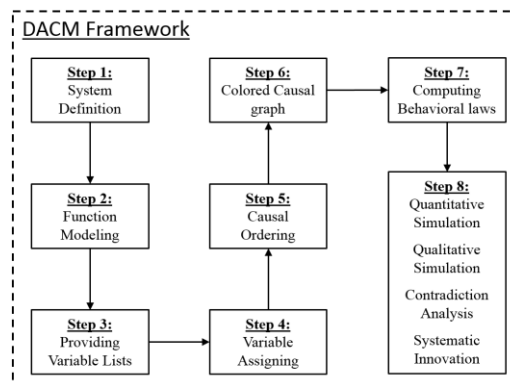 DACM Framework
Step 1:
System
Definition
Step 2:
Function
Modeling
Step 3:
Providing
Variable Lists
Step 4:
Variable
Assigning
Step 5:
Causal
Ordering
Step 6:
Colored Causal
graph
Step 7:
Computing
Behavioral laws
Step 8:
Quantitative
Simulation
Qualitative
Simulation
Contradiction
Analysis
Systematic
Innovation